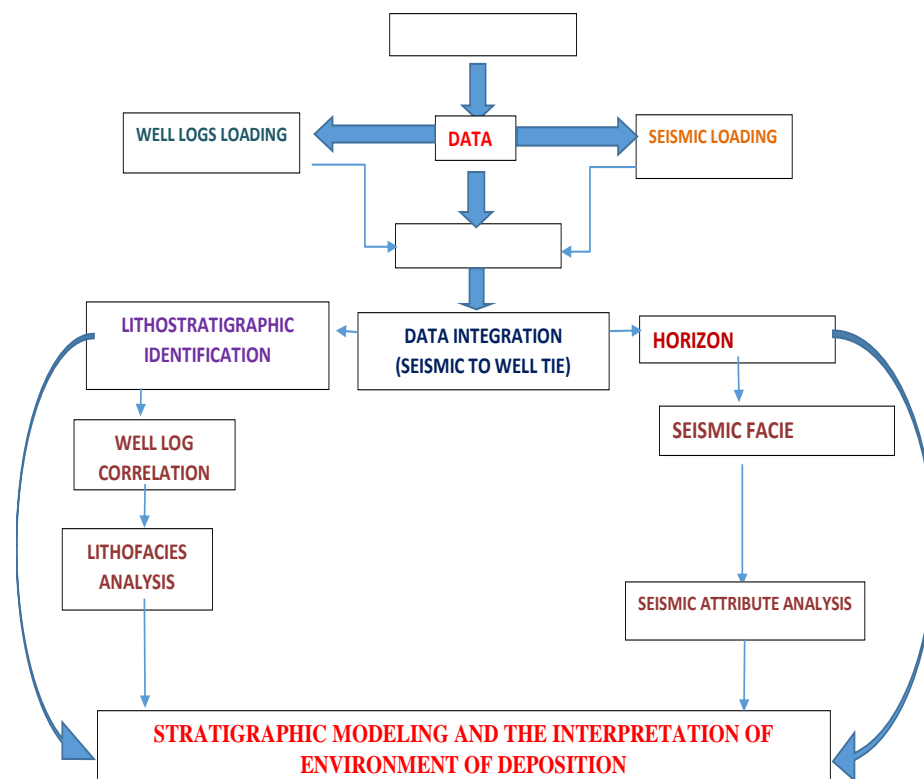 WELL LOGS LOADING
DATA
SEISMIC LOADING
LITHOSTRATIGRAPHIC
IDENTIFICATION
DATA INTEGRATION
(SEISMIC TO WELL TIE)
HORIZON
WELL LOG
CORRELATION
SEISMIC FACIE
LITHOFACIES
ANALYSIS
SEISMIC ATTRIBUTE ANALYSIS
STRATIGRAPHIC MODELING AND THE INTERPRETATION OF
ENVIRONMENT OF DEPOSITION